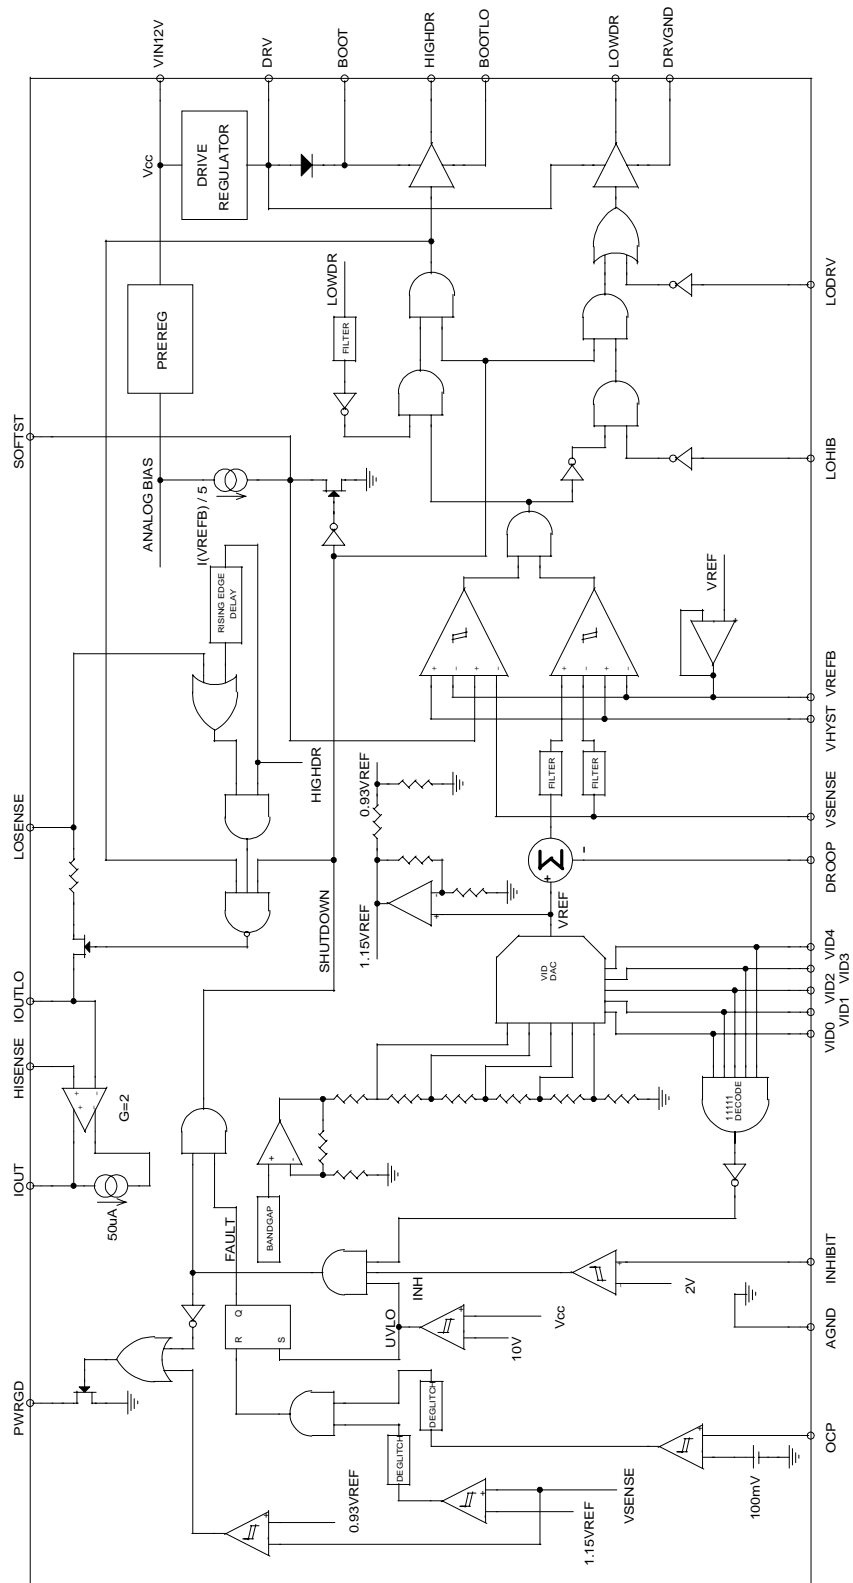 VIN12V
DRV
BOOT
HIGHDR
BOOTLO
LOWDR
DRVGND
Vcc
DRIVE
REGULATOR
PREREG
LOWDR
FILTER
LODRV
SOFTST
ANALOG BIAS
I(VREFB) / 5
LOHIB
RISING EDGE
DELAY
VREF
+
-
+
-
+
-
+
-
+
-
VREFB
VHYST
HIGHDR
FILTER
FILTER
0.93VREF
VSENSE
LOSENSE
Σ
+
-
DROOP
SHUTDOWN
1.15VREF
-
+
VREF
VID
DAC
VID4
VID3
VID2
VID1
VID0
IOUTLO
HISENSE
+
-
+
-
G=2
11111
DECODE
IOUT
50uA
+
-
BANDGAP
FAULT
INH
INHIBIT
+
-
2V
Q
R
S
UVLO
+
-
Vcc
10V
AGND
PWRGD
DEGLITCH
DEGLITCH
OCP
+
-
100mV
+
-
VSENSE
1.15VREF
0.93VREF
+
-